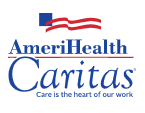 AmeriHealth
Caritas
Care is the heart of our work